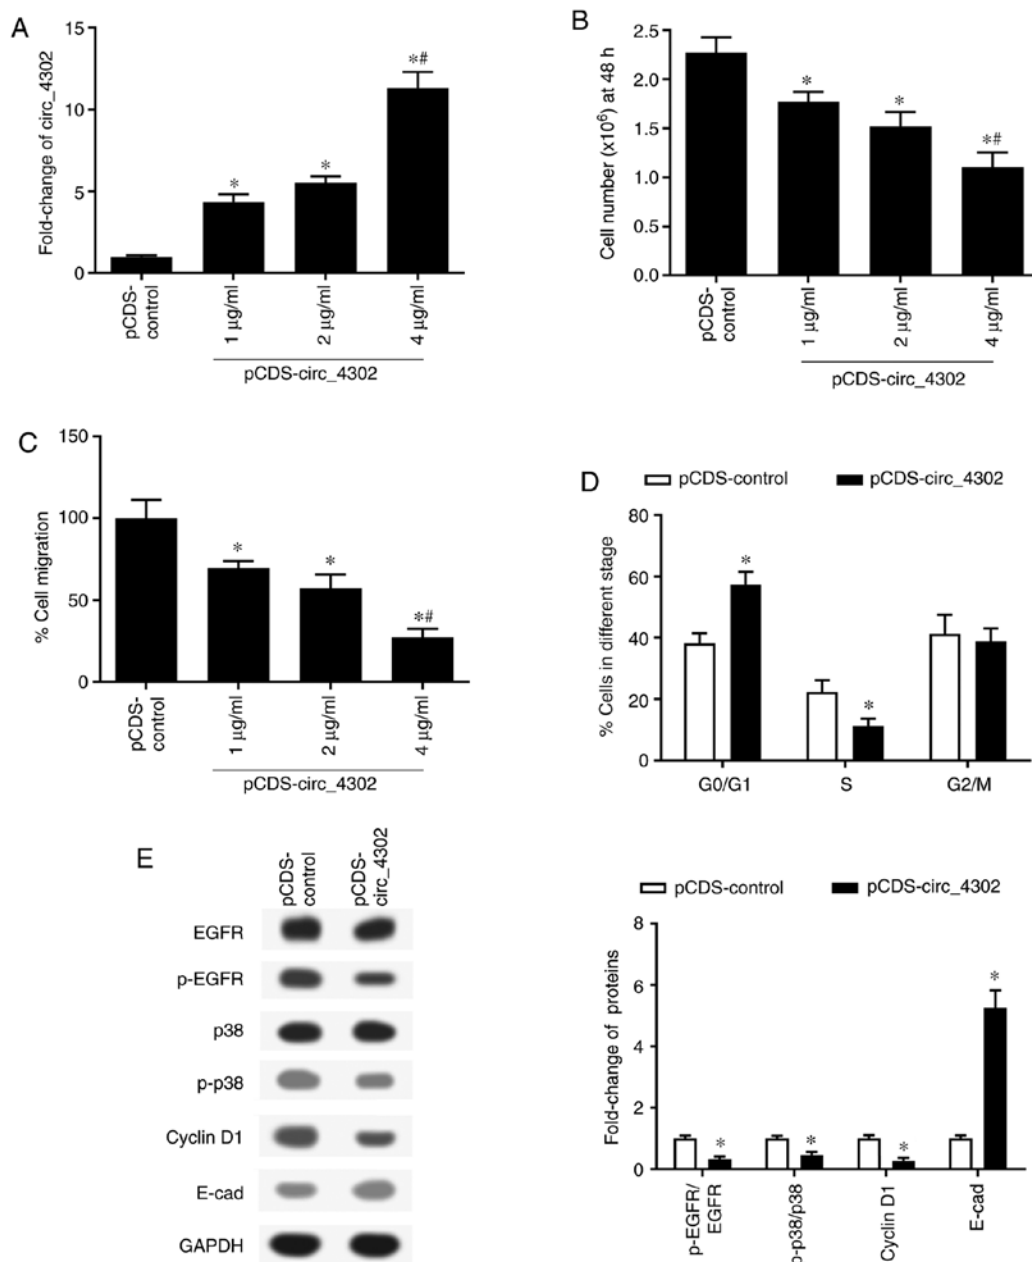 A
Fold-change of circ_4302
15
10
5
0
*
*
*#
pCDS-
control
1 µg/ml
2 µg/ml
4 µg/ml
pCDS-circ_4302
B
Cell number (x10⁶) at 48 h
2.5
2.0
1.5
1.0
0.5
0.0
*
*
*#
pCDS-
control
1 µg/ml
2 µg/ml
4 µg/ml
pCDS-circ_4302
C
% Cell migration
150
100
50
0
*
*
*#
pCDS-
control
1 µg/ml
2 µg/ml
4 µg/ml
pCDS-circ_4302
D
pCDS-control
pCDS-circ_4302
% Cells in different stage
80
60
40
20
0
*
*
G0/G1
S
G2/M
E
pCDS-
control
pCDS-
circ_4302
EGFR
p-EGFR
p38
p-p38
Cyclin D1
E-cad
GAPDH
pCDS-control
pCDS-circ_4302
Fold-change of proteins
8
6
4
2
0
*
*
*
*
p-EGFR/
EGFR
p-p38/p38
Cyclin D1
E-cad